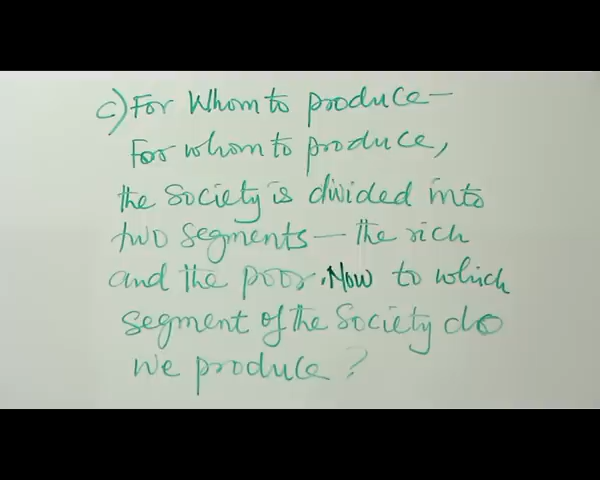 c) For Whom to produce -
For whom to produce,
the Society is divided into
two segments - the rich
and the poor. Now to which
segment of the Society do
we produce?